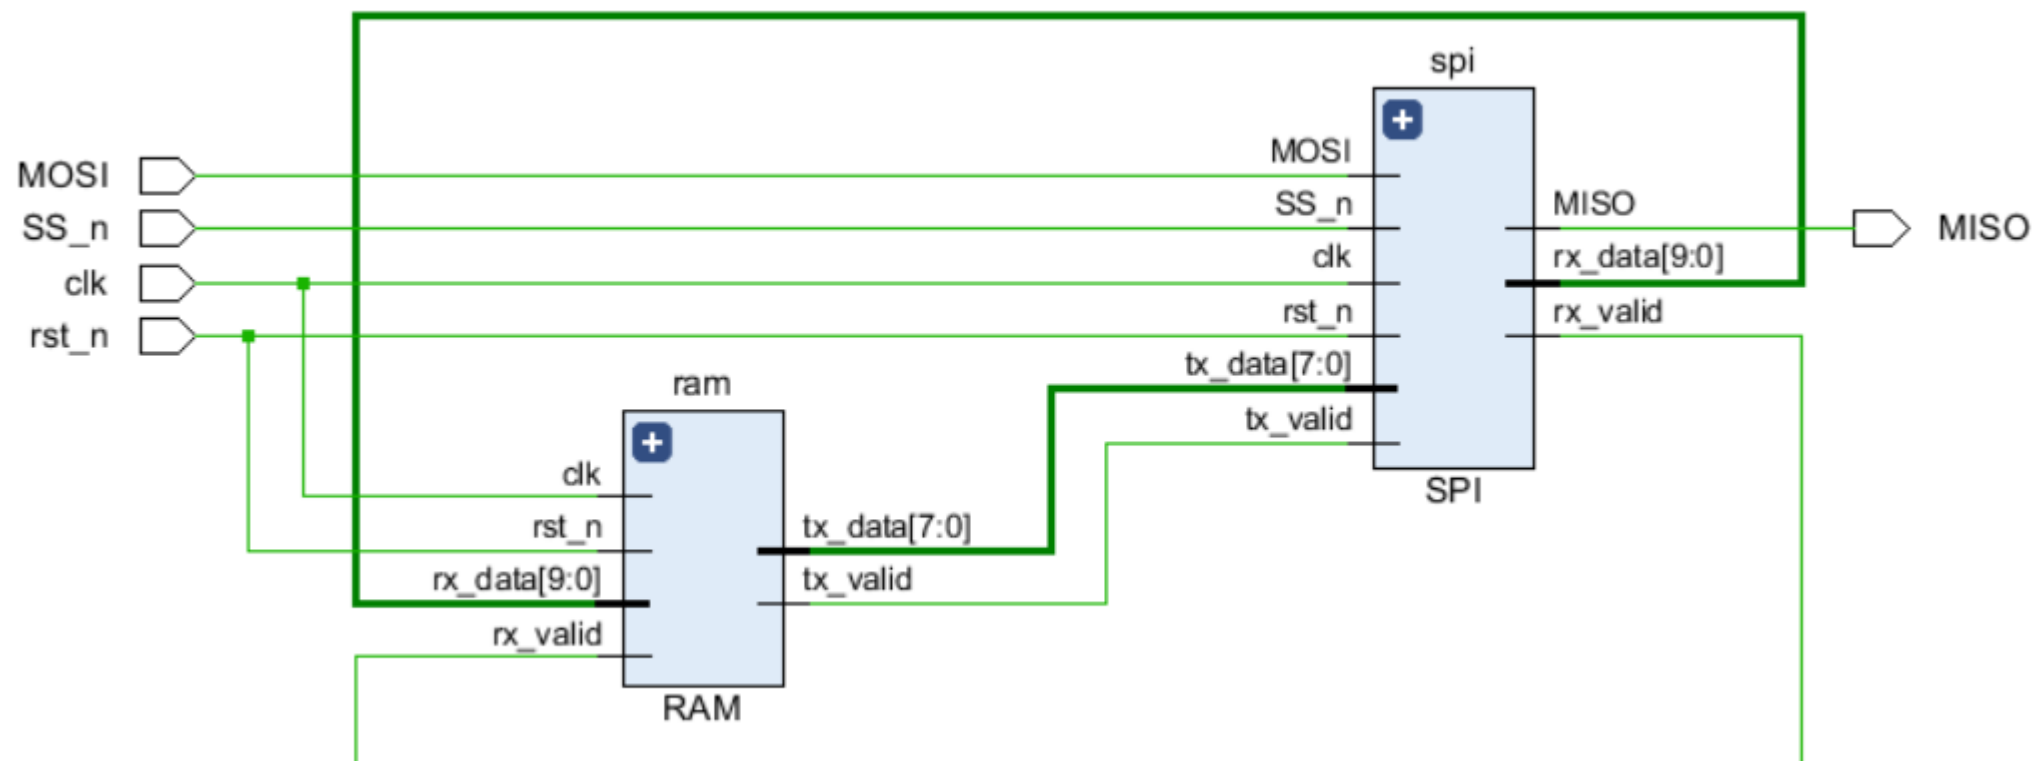 spi
MOSI
MOSI
SS_n
SS_n
MISO
MISO
clk
clk
rx_data[9:0]
rst_n
rst_n
rx_valid
tx_data[7:0]
ram
tx_valid
clk
SPI
rst_n
tx_data[7:0]
rx_data[9:0]
tx_valid
rx_valid
RAM